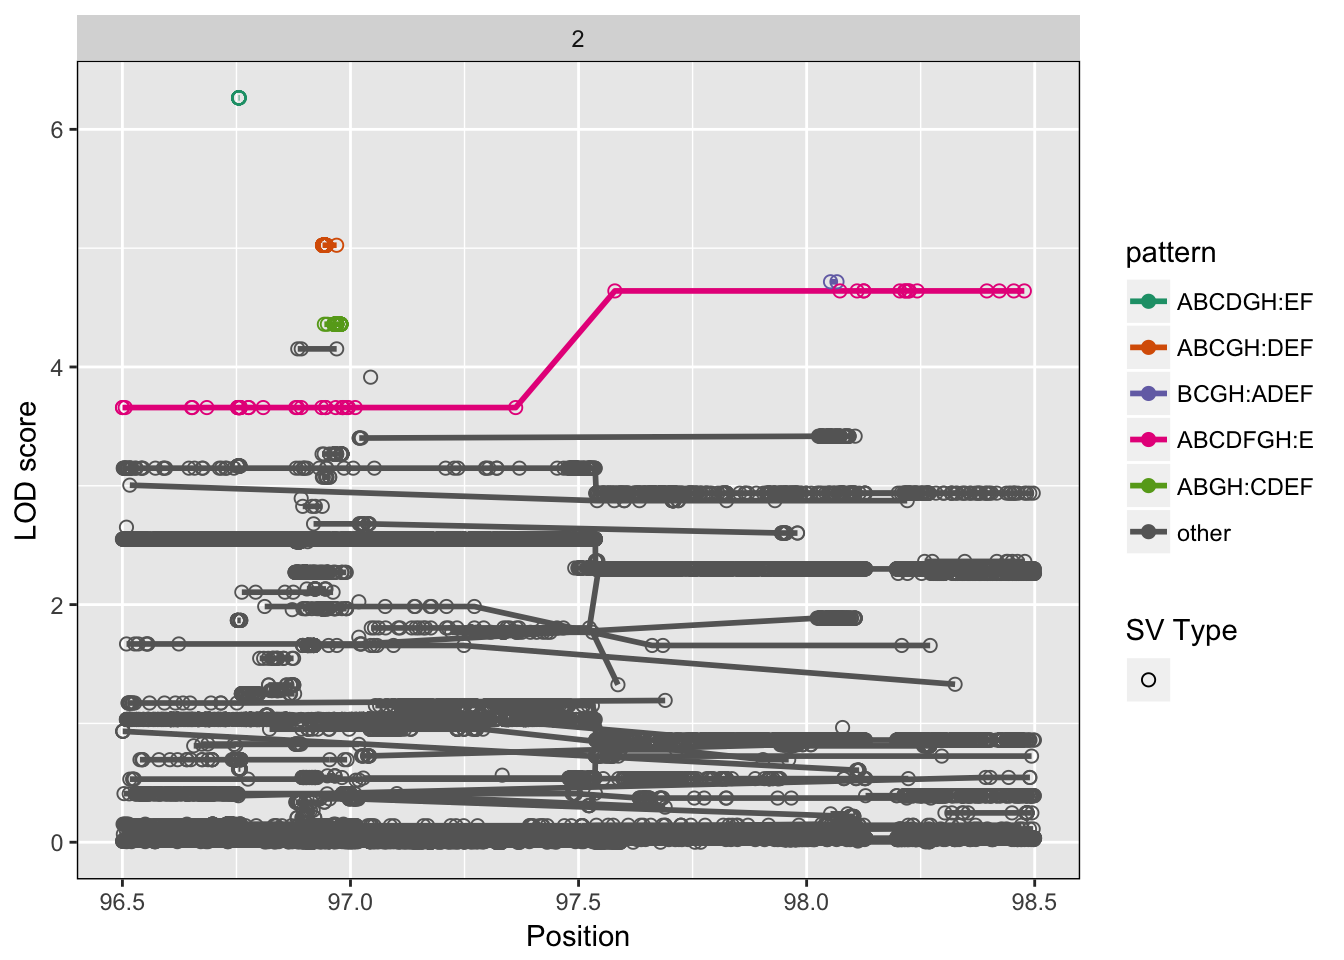 2
LOD score
6
4
2
0
96.5 97.0 97.5 98.0 98.5
Position
pattern
ABCDGH:EF
ABCGH:DEF
BCGH:ADEF
ABCDFGH:E
ABGH:CDEF
other
SV Type